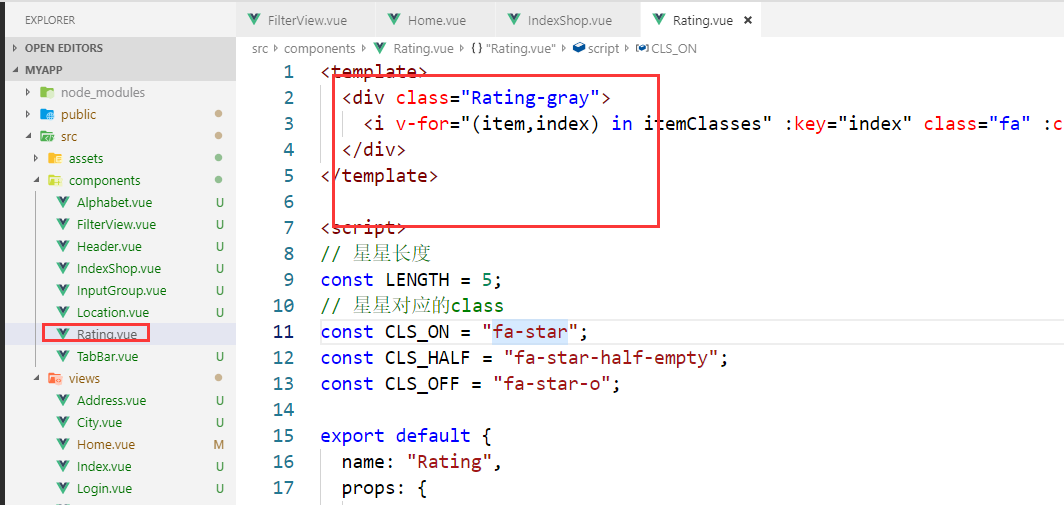 EXPLORER
FilterView.vue Home.vue IndexShop.vue Rating.vue ×
OPEN EDITORS
src components Rating.vue {} "Rating.vue" script CLS_ON
MYAPP
node_modules
public
src
assets
components
Alphabet.vue U
FilterView.vue U
Header.vue U
IndexShop.vue U
InputGroup.vue U
Location.vue U
Rating.vue
TabBar.vue U
views
Address.vue U
City.vue U
Home.vue M
Index.vue U
Login.vue U
1 <template>
2 <div class="Rating-gray">
3 <i v-for="(item,index) in itemClasses" :key="index" class="fa" :c
4 </div>
5 </template>
6
7 <script>
8 // 星星长度
9 const LENGTH = 5;
10 // 星星对应的class
11 const CLS_ON = "fa-star";
12 const CLS_HALF = "fa-star-half-empty";
13 const CLS_OFF = "fa-star-o";
14
15 export default {
16 name: "Rating",
17 props: {